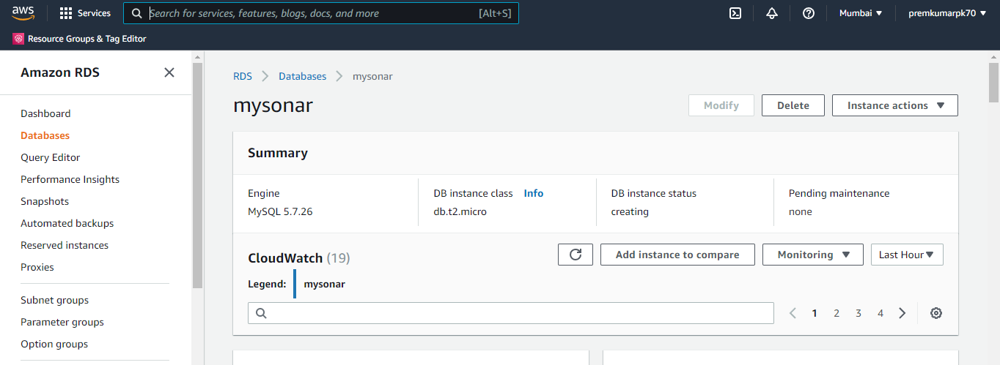 aws
Services
Search for services, features, blogs, docs, and more [Alt+S]
Mumbai
premkumarpk70
Resource Groups & Tag Editor
Amazon RDS
Dashboard
Databases
Query Editor
Performance Insights
Snapshots
Automated backups
Reserved instances
Proxies
Subnet groups
Parameter groups
Option groups
RDS > Databases > mysonar
mysonar
Modify
Delete
Instance actions
Summary
Engine
MySQL 5.7.26
DB instance class Info
db.t2.micro
DB instance status
creating
Pending maintenance
none
CloudWatch (19)
Add instance to compare
Monitoring
Last Hour
Legend: mysonar
1 2 3 4